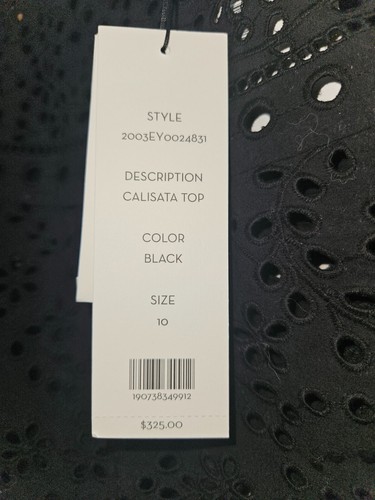 STYLE
2003EY0024831
DESCRIPTION
CALISATA TOP
COLOR
BLACK
SIZE
10
190738349912
$325.00